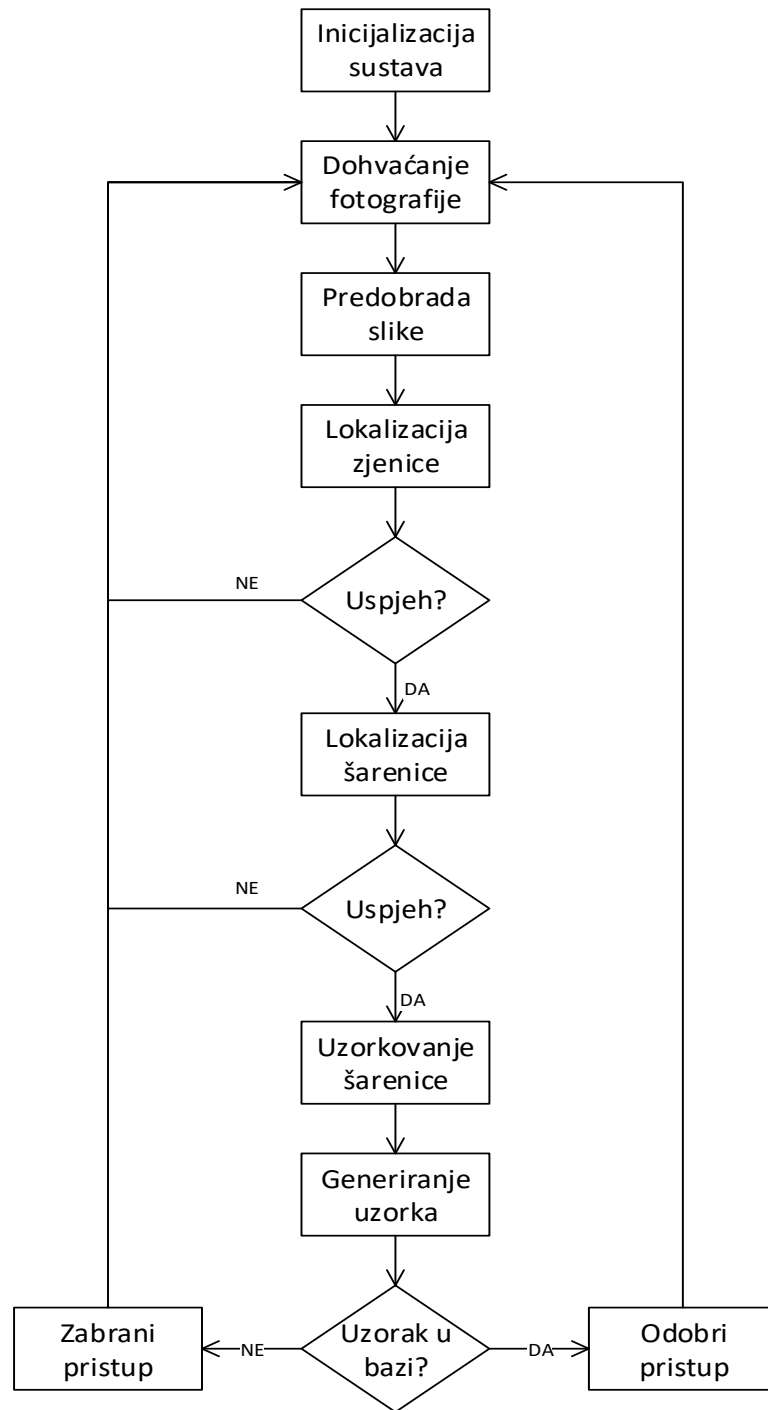 Inicijalizacija
sustava
Dohvaćanje
fotografije
Predobrada
slike
Lokalizacija
zjenice
Uspjeh?
NE
DA
Lokalizacija
šarenice
Uspjeh?
NE
DA
Uzorkovanje
šarenice
Generiranje
uzorka
Uzorak u
bazi?
NE
DA
Zabrani
pristup
Odobri
pristup